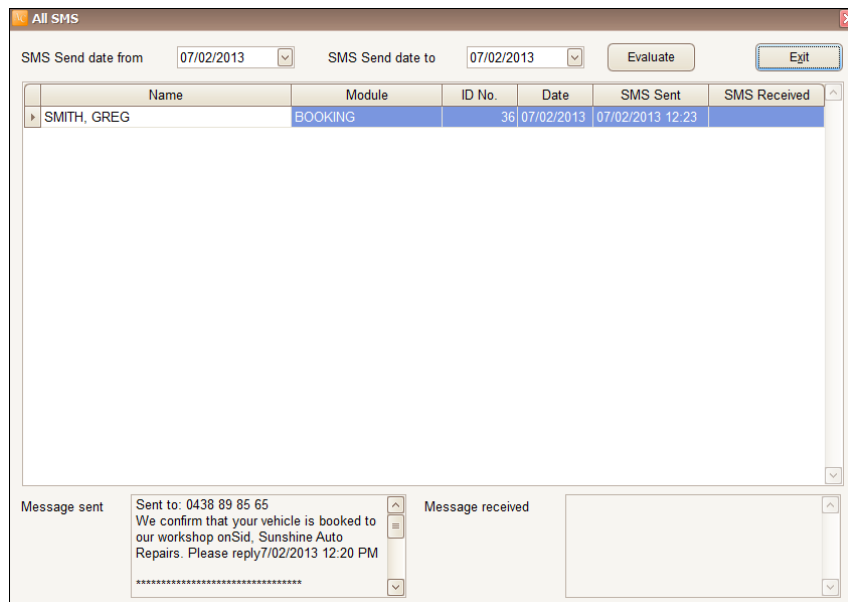 All SMS
SMS Send date from 07/02/2013 SMS Send date to 07/02/2013 Evaluate Exit
Name Module ID No. Date SMS Sent SMS Received
SMITH, GREG BOOKING 36 07/02/2013 07/02/2013 12:23
Message sent
Sent to: 0438 89 85 65
We confirm that your vehicle is booked to
our workshop onSid, Sunshine Auto
Repairs. Please reply7/02/2013 12:20 PM
*********************************
Message received